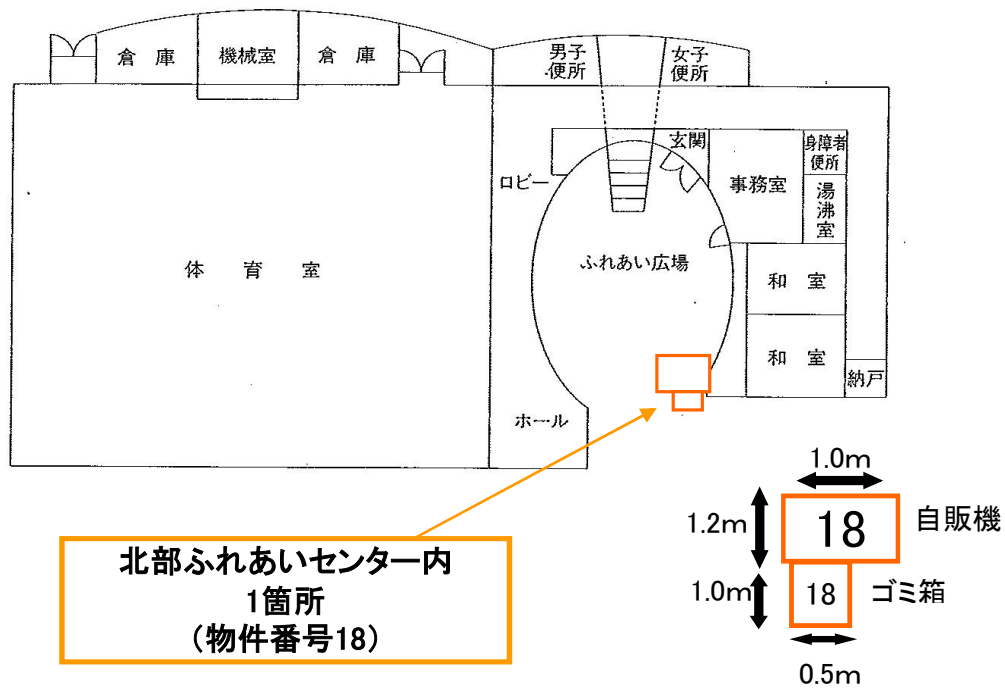 倉庫
機械室
倉庫
男子
便所
女子
便所
玄関
身障者
便所
ロビー
事務室
湯沸室
ふれあい広場
体育室
和室
和室
納戸
ホール
1.0m
1.2m
18
自販機
1.0m
18
ゴミ箱
0.5m
北部ふれあいセンター内
1箇所
(物件番号18)